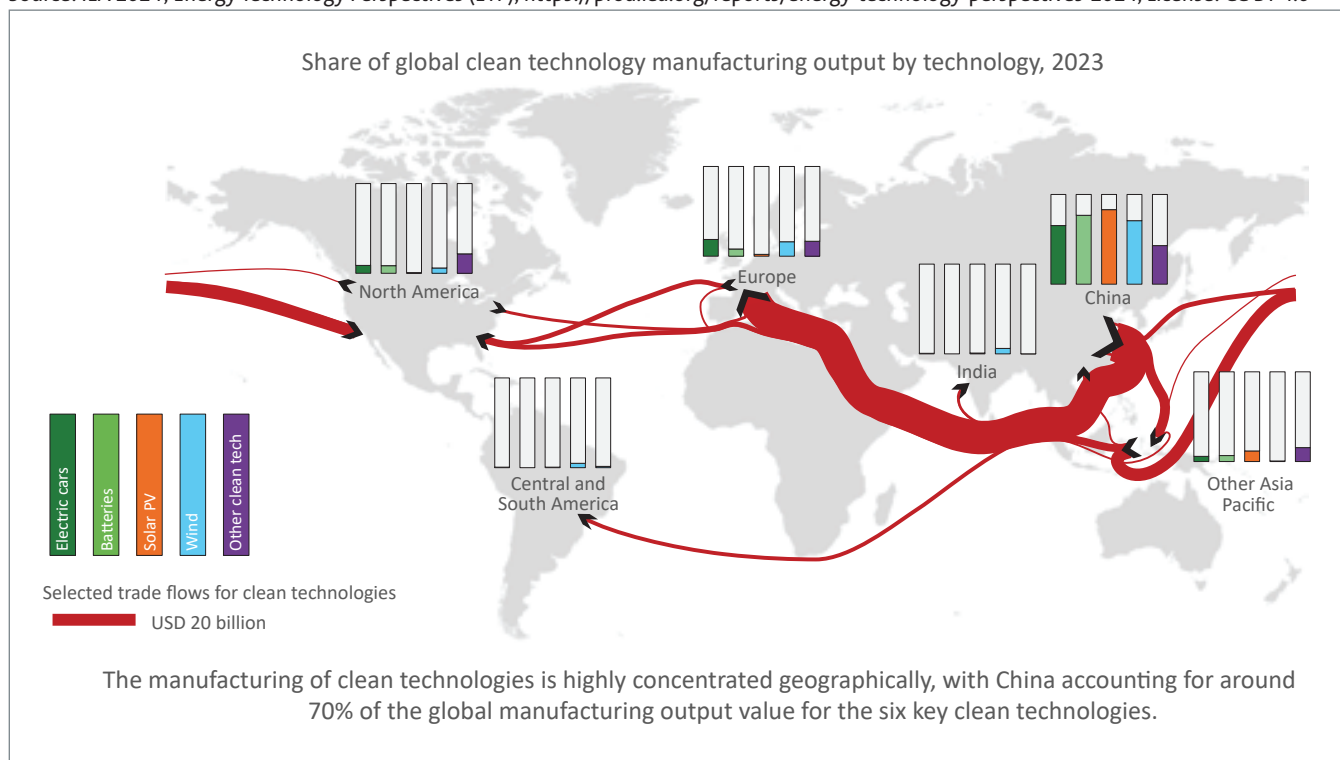 Share of global clean technology manufacturing output by technology, 2023
North America
Europe
China
India
Central and
South America
Other Asia
Pacific
Electric cars
Batteries
Solar PV
Wind
Other clean tech
Selected trade flows for clean technologies
USD 20 billion
The manufacturing of clean technologies is highly concentrated geographically, with China accounting for around
70% of the global manufacturing output value for the six key clean technologies.